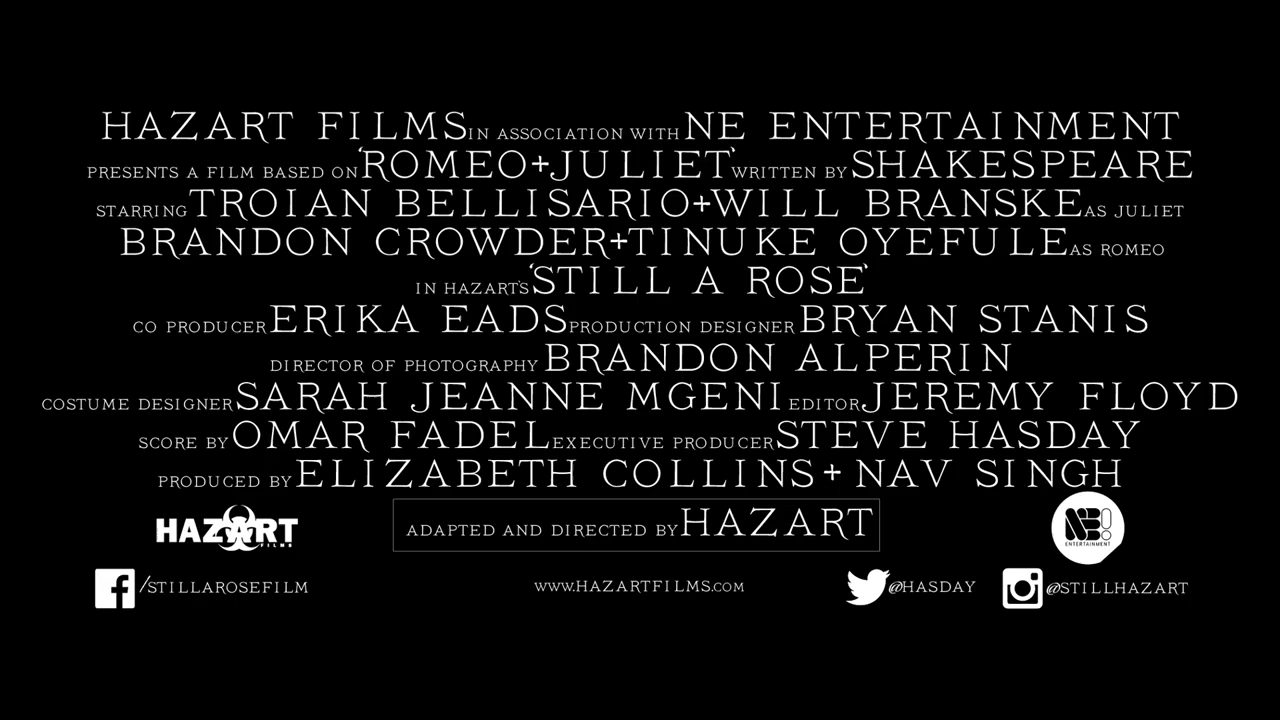 HAZART FILMS IN ASSOCIATION WITH NE ENTERTAINMENT
PRESENTS A FILM BASED ON 'ROMEO+JULIET' WRITTEN BY SHAKESPEARE
STARRING TROIAN BELLISARIO+WILL BRANSKE AS JULIET
BRANDON CROWDER+TINUKE OYEFULE AS ROMEO
IN HAZART'S 'STILL A ROSE'
CO PRODUCER ERIKA EADS PRODUCTION DESIGNER BRYAN STANIS
DIRECTOR OF PHOTOGRAPHY BRANDON ALPERIN
COSTUME DESIGNER SARAH JEANNE MGENI EDITOR JEREMY FLOYD
SCORE BY OMAR FADEL EXECUTIVE PRODUCER STEVE HASDAY
PRODUCED BY ELIZABETH COLLINS + NAV SINGH
ADAPTED AND DIRECTED BY HAZART
HAZART
FILMS
NE!
ENTERTAINMENT
/STILLAROSEFILM
WWW.HAZARTFILMS.COM
@HASDAY
@STILLHAZART